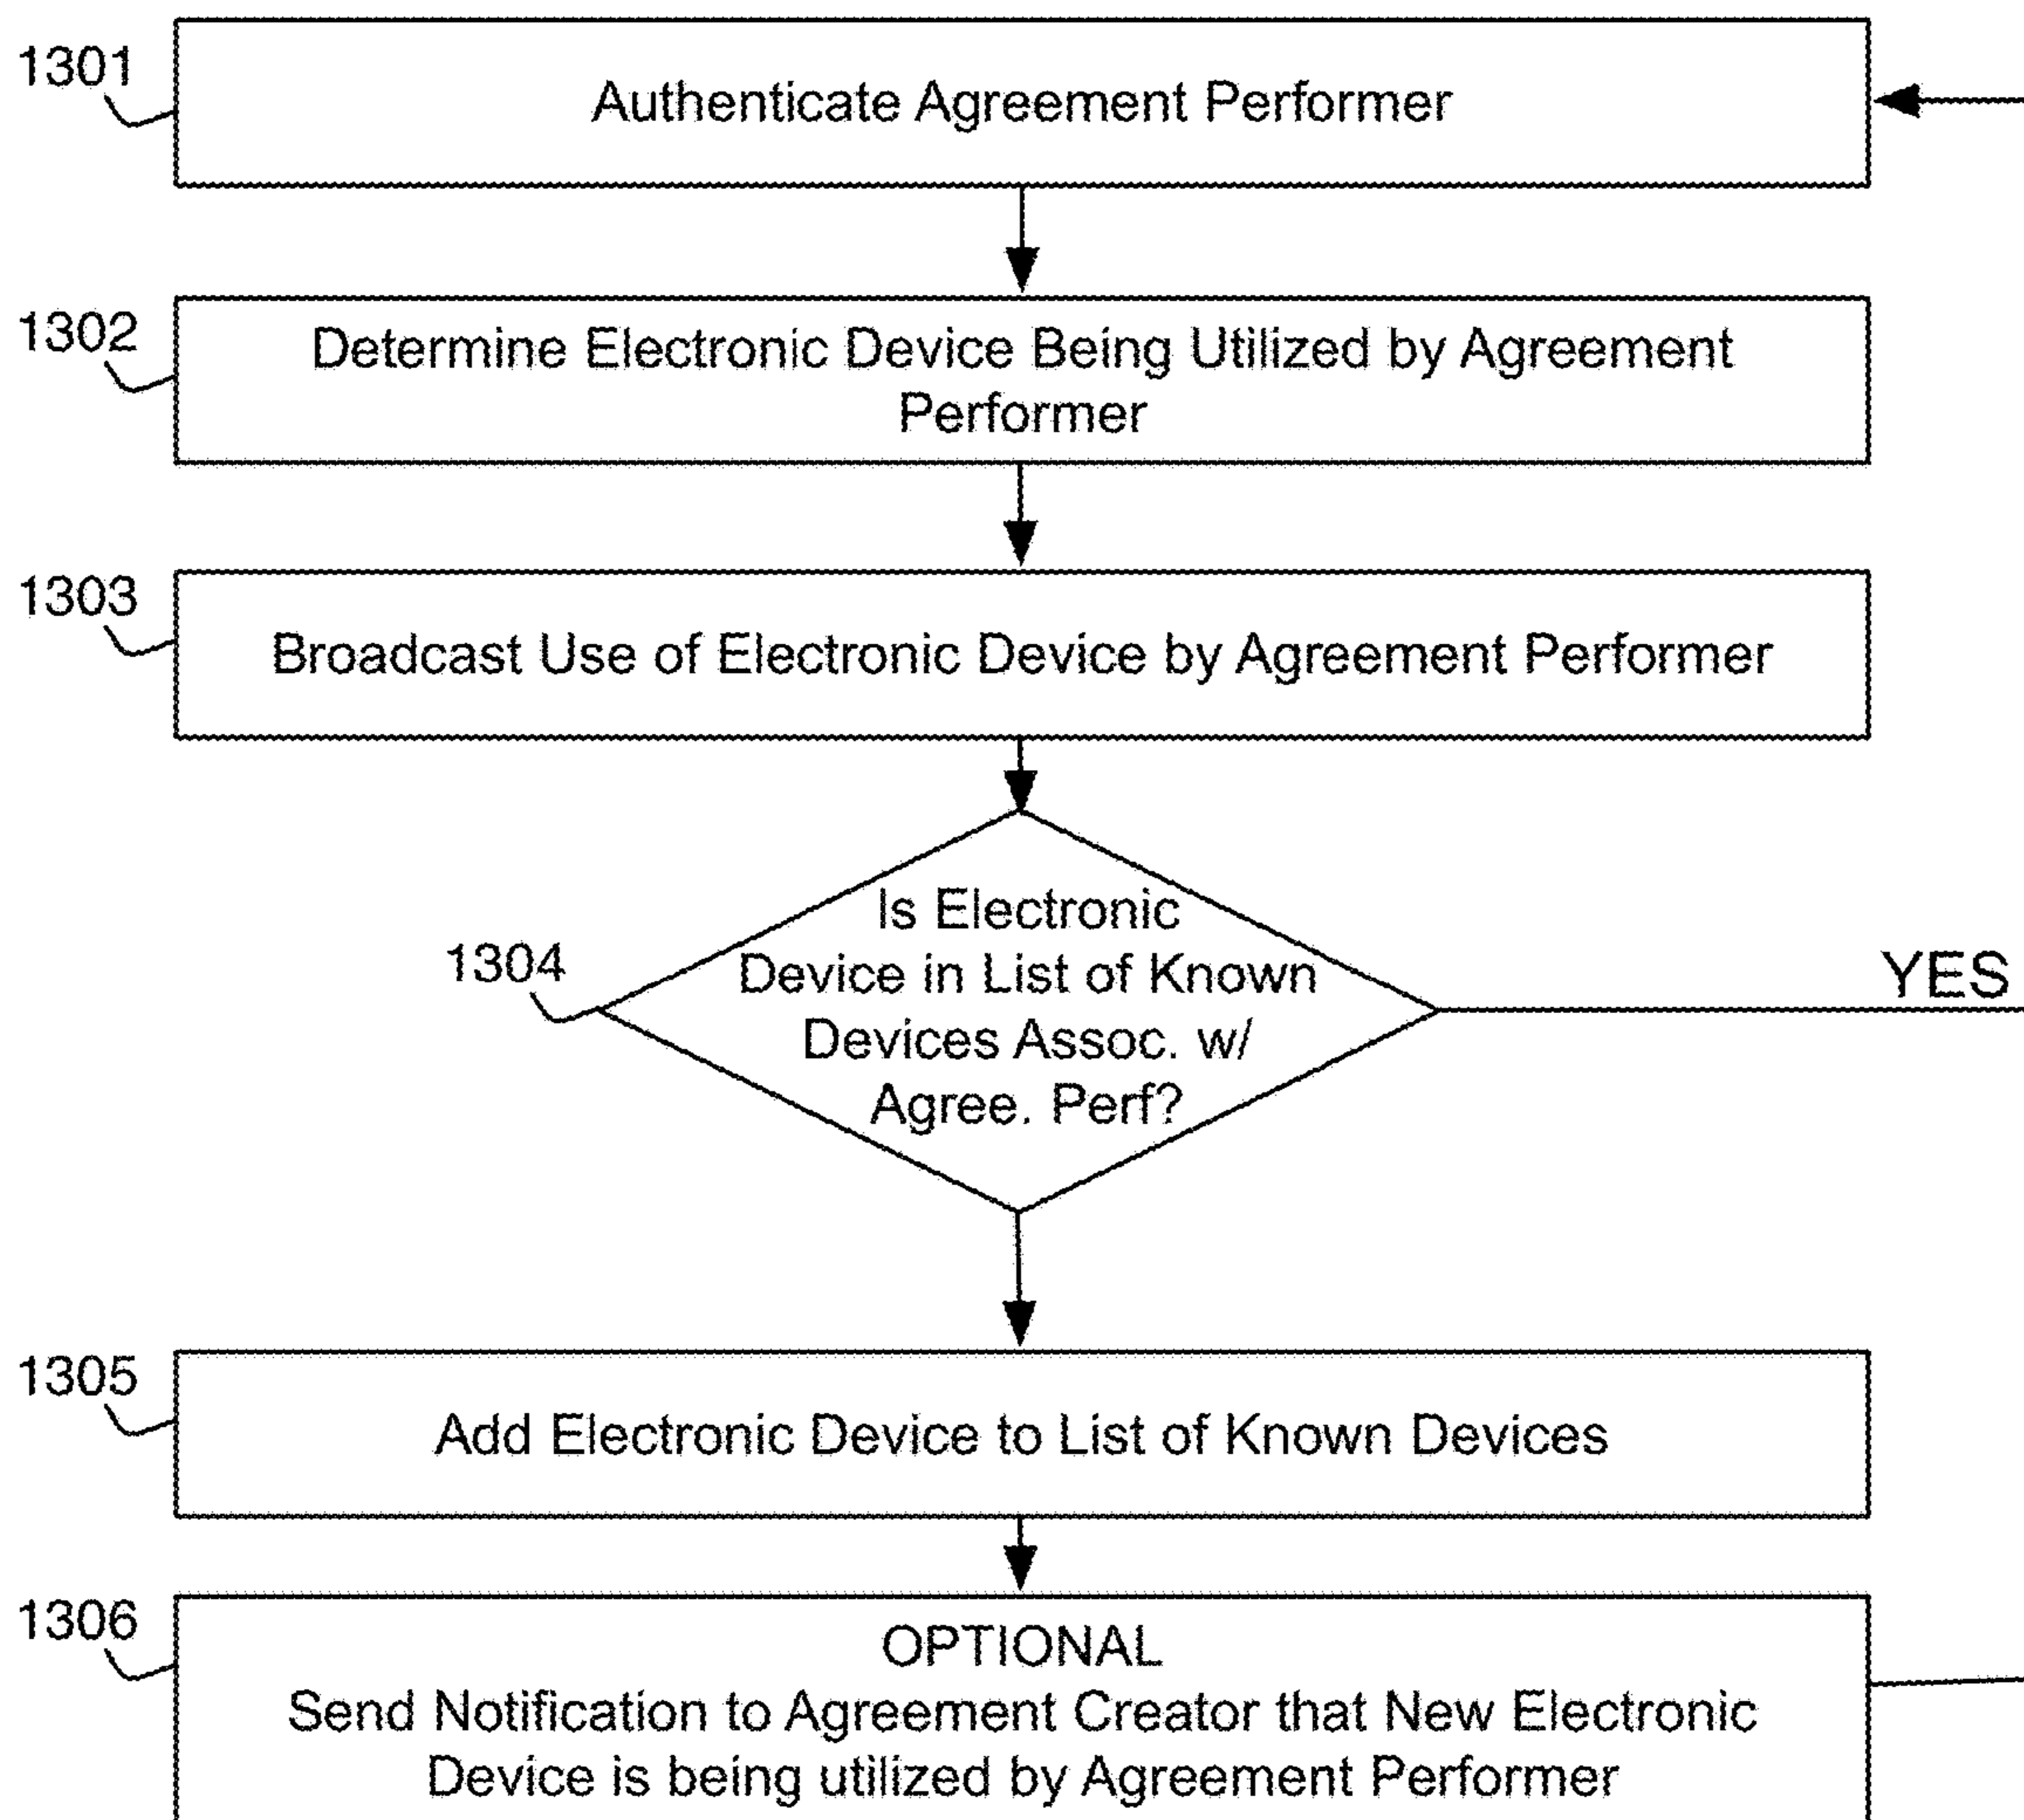 1301
Authenticate Agreement Performer
1302
Determine Electronic Device Being Utilized by Agreement
Performer
1303
Broadcast Use of Electronic Device by Agreement Performer
1304
Is Electronic
Device in List of Known
Devices Assoc. w/
Agree. Perf?
YES
1305
Add Electronic Device to List of Known Devices
1306
OPTIONAL
Send Notification to Agreement Creator that New Electronic
Device is being utilized by Agreement Performer